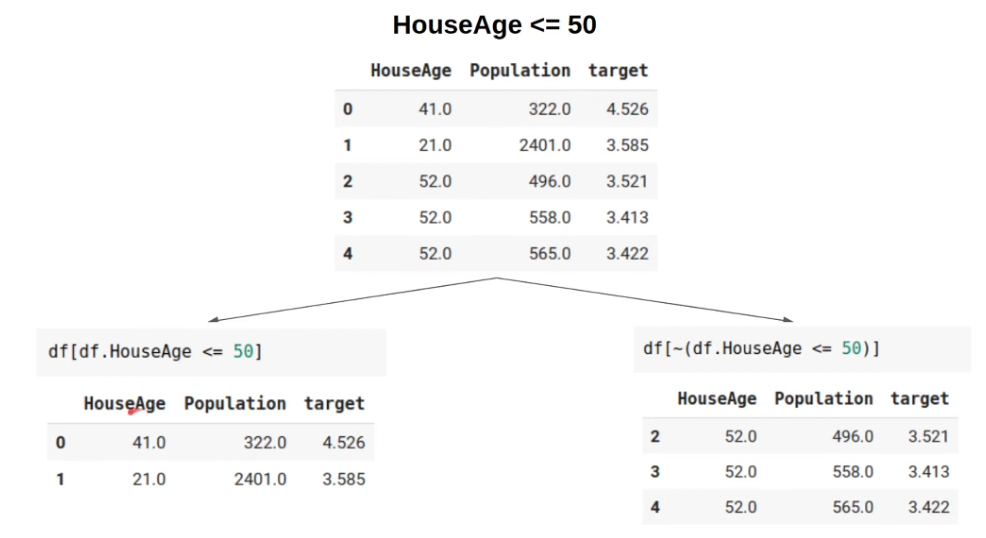 HouseAge <= 50
HouseAge Population target
0 41.0 322.0 4.526
1 21.0 2401.0 3.585
2 52.0 496.0 3.521
3 52.0 558.0 3.413
4 52.0 565.0 3.422
df[df.HouseAge <= 50]
HouseAge Population target
0 41.0 322.0 4.526
1 21.0 2401.0 3.585
df[~(df.HouseAge <= 50)]
HouseAge Population target
2 52.0 496.0 3.521
3 52.0 558.0 3.413
4 52.0 565.0 3.422